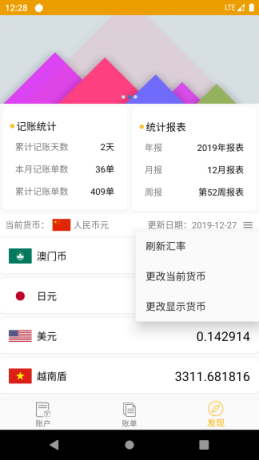 12:28
LTE
记账统计
累计记账天数 2天
本月记账单数 36单
累计记账单数 409单
统计报表
年报 2019年报表
月报 12月报表
周报 第52周报表
当前货币： 人民币元 更新日期：2019-12-27
刷新汇率
更改当前货币
更改显示货币
澳门币
日元
美元 0.142914
越南盾 3311.681816
账户
账单
发现